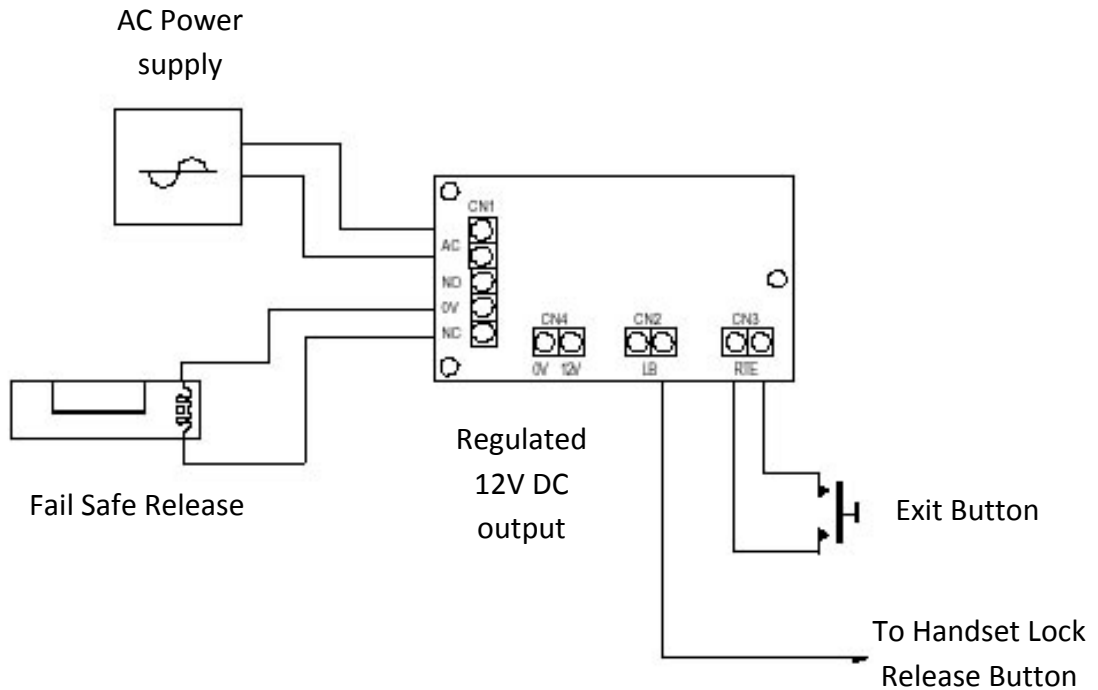 AC Power
supply
CN1
AC
NO
0V
NC
CN4
CN2
CN3
0V 12V
LB
RTE
Regulated
12V DC
output
Fail Safe Release
Exit Button
To Handset Lock
Release Button